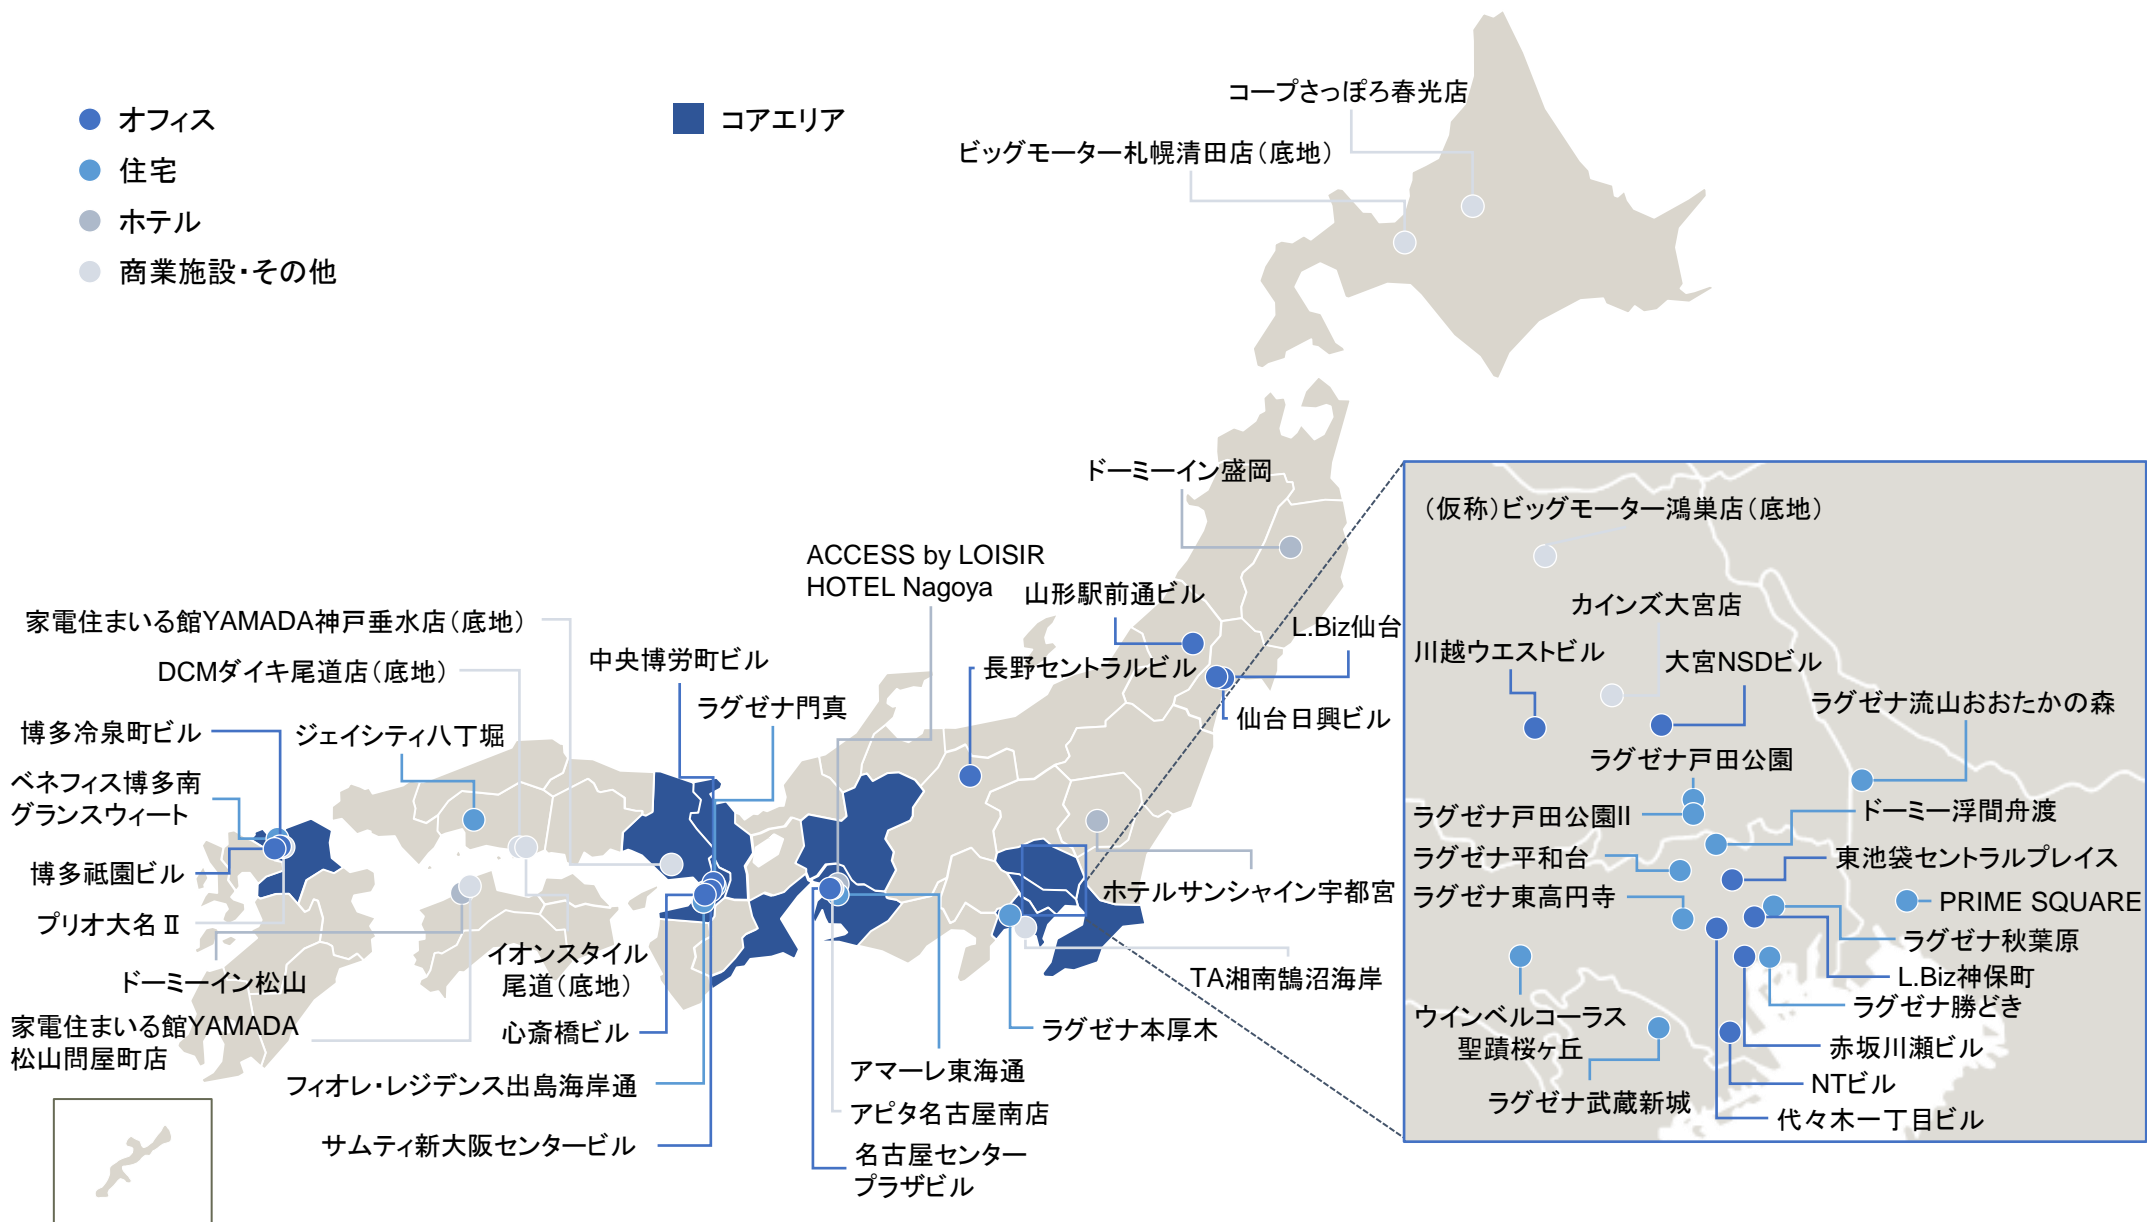 オフィス
住宅
ホテル
商業施設・その他
コアエリア
コープさっぽろ春光店
ビッグモーター札幌清田店（底地）
ドーミーイン盛岡
ACCESS by LOISIR
HOTEL Nagoya
山形駅前通ビル
L.Biz仙台
長野セントラルビル
仙台日興ビル
家電住まいる館YAMADA神戸垂水店（底地）
DCMダイキ尾道店（底地）
中央博労町ビル
ラグゼナ門真
博多冷泉町ビル
ジェイシティ八丁堀
ベネフィス博多南
グランスウィート
博多祇園ビル
プリオ大名Ⅱ
ドーミーイン松山
家電住まいる館YAMADA
松山問屋町店
イオンスタイル
尾道（底地）
心斎橋ビル
フィオレ・レジデンス出島海岸通
サムティ新大阪センタービル
ホテルサンシャイン宇都宮
TA湘南鵠沼海岸
ラグゼナ本厚木
アマーレ東海通
アピタ名古屋南店
名古屋センター
プラザビル
（仮称）ビッグモーター鴻巣店（底地）
カインズ大宮店
川越ウエストビル
大宮NSDビル
ラグゼナ流山おおたかの森
ラグゼナ戸田公園
ラグゼナ戸田公園II
ドーミー浮間舟渡
ラグゼナ平和台
東池袋セントラルプレイス
ラグゼナ東高円寺
PRIME SQUARE
ラグゼナ秋葉原
L.Biz神保町
ラグゼナ勝どき
ウインベルコーラス
聖蹟桜ヶ丘
赤坂川瀬ビル
NTビル
ラグゼナ武蔵新城
代々木一丁目ビル